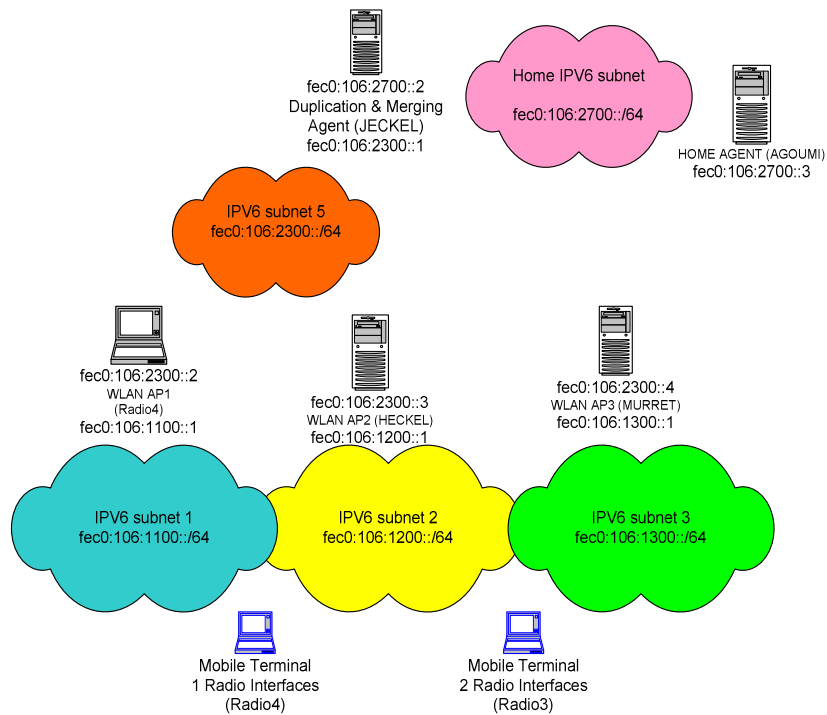 fec0:106:2700::2
Duplication & Merging
Agent (JECKEL)
fec0:106:2300::1
Home IPV6 subnet
fec0:106:2700::/64
HOME AGENT (AGOUMI)
fec0:106:2700::3
IPV6 subnet 5
fec0:106:2300::/64
fec0:106:2300::2
WLAN AP1
(Radio4)
fec0:106:1100::1
fec0:106:2300::3
WLAN AP2 (HECKEL)
fec0:106:1200::1
fec0:106:2300::4
WLAN AP3 (MURRET)
fec0:106:1300::1
IPV6 subnet 1
fec0:106:1100::/64
IPV6 subnet 2
fec0:106:1200::/64
IPV6 subnet 3
fec0:106:1300::/64
Mobile Terminal
1 Radio Interfaces
(Radio4)
Mobile Terminal
2 Radio Interfaces
(Radio3)